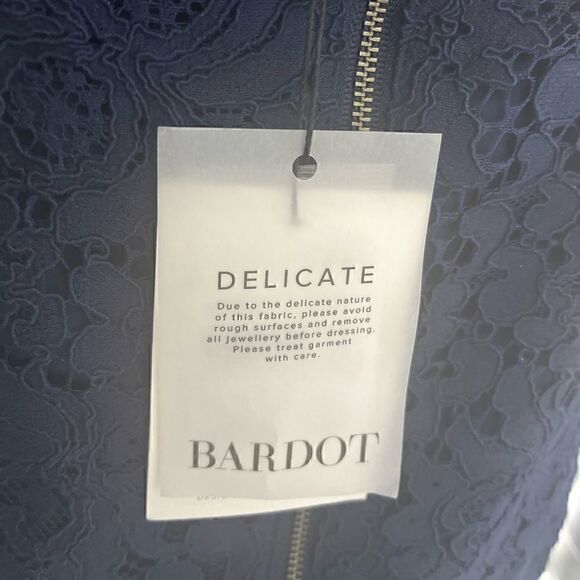 DELICATE
Due to the delicate nature
of this fabric, please avoid
rough surfaces and remove
all jewellery before dressing.
Please treat garment
with care.
BARDOT